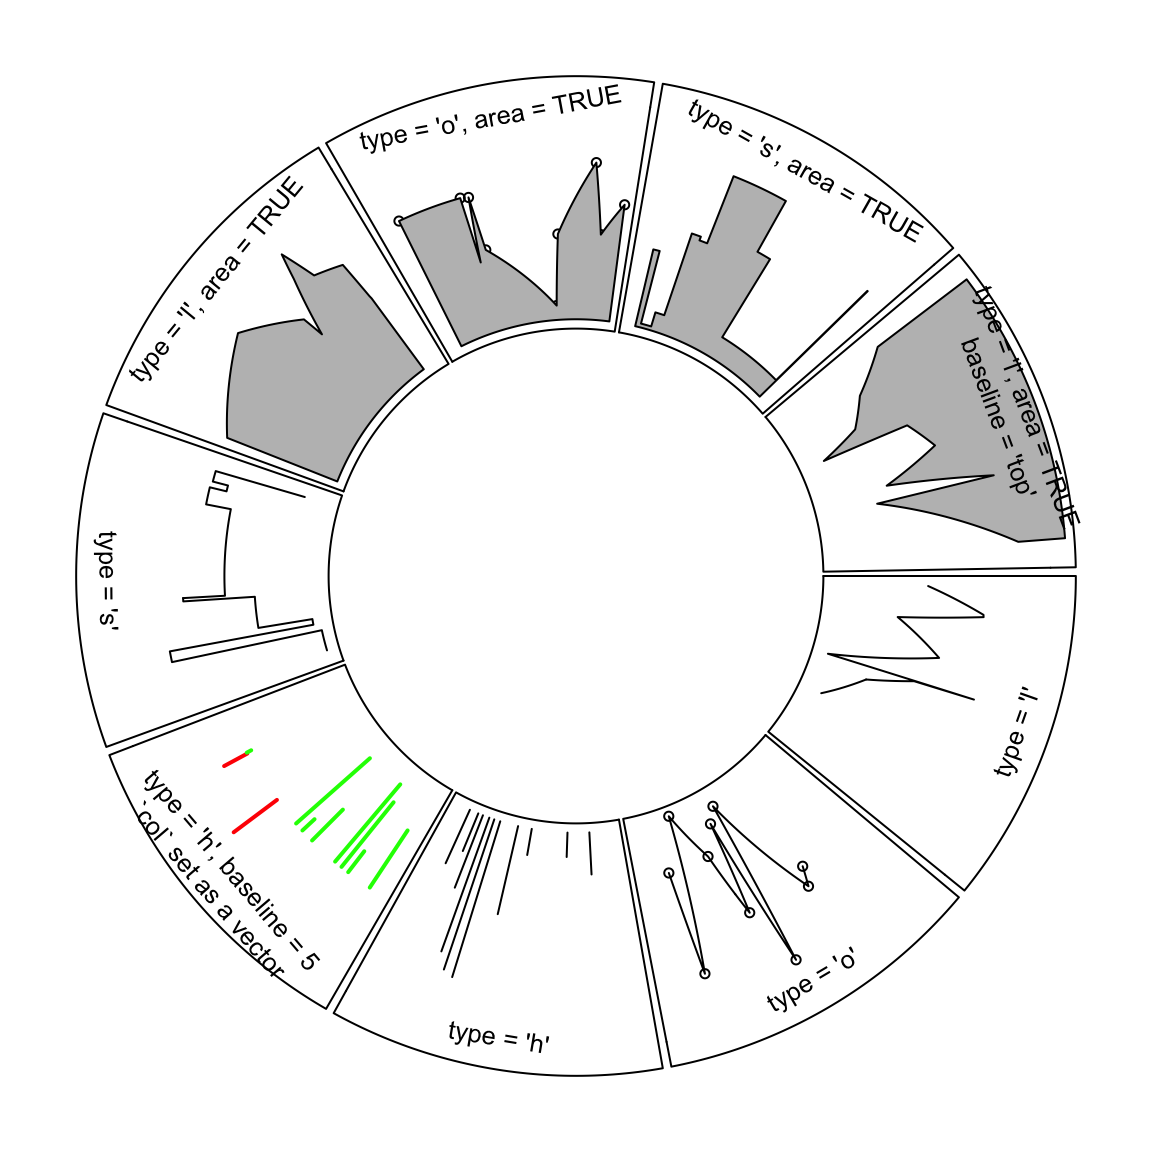 type = 'l'
type = 'o'
type = 'h'
type = 'h', baseline = 5
`col` set as a vector
type = 's'
type = 'l', area = TRUE
type = 'o', area = TRUE
type = 's', area = TRUE
type = 'l', area = TRUE
baseline = 'top'